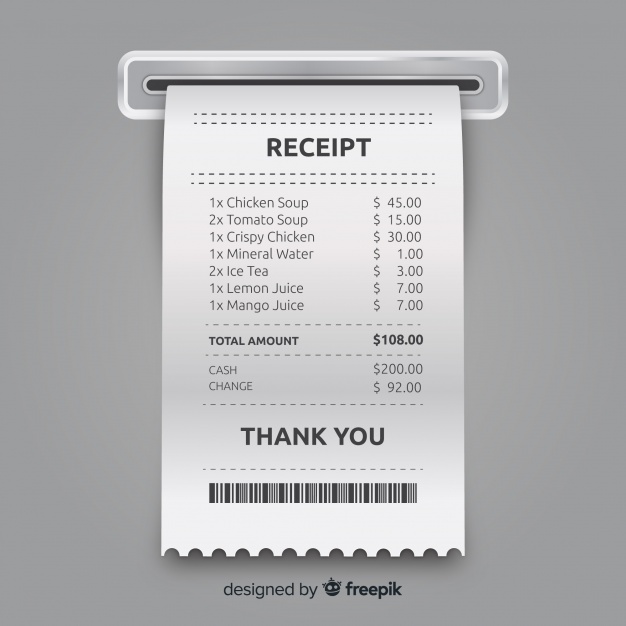 RECEIPT
1x Chicken Soup $ 45.00
2x Tomato Soup $ 15.00
1x Crispy Chicken $ 30.00
1x Mineral Water $ 1.00
2x Ice Tea $ 3.00
1x Lemon Juice $ 7.00
1x Mango Juice $ 7.00
TOTAL AMOUNT $108.00
CASH $200.00
CHANGE $ 92.00
THANK YOU
designed by freepik